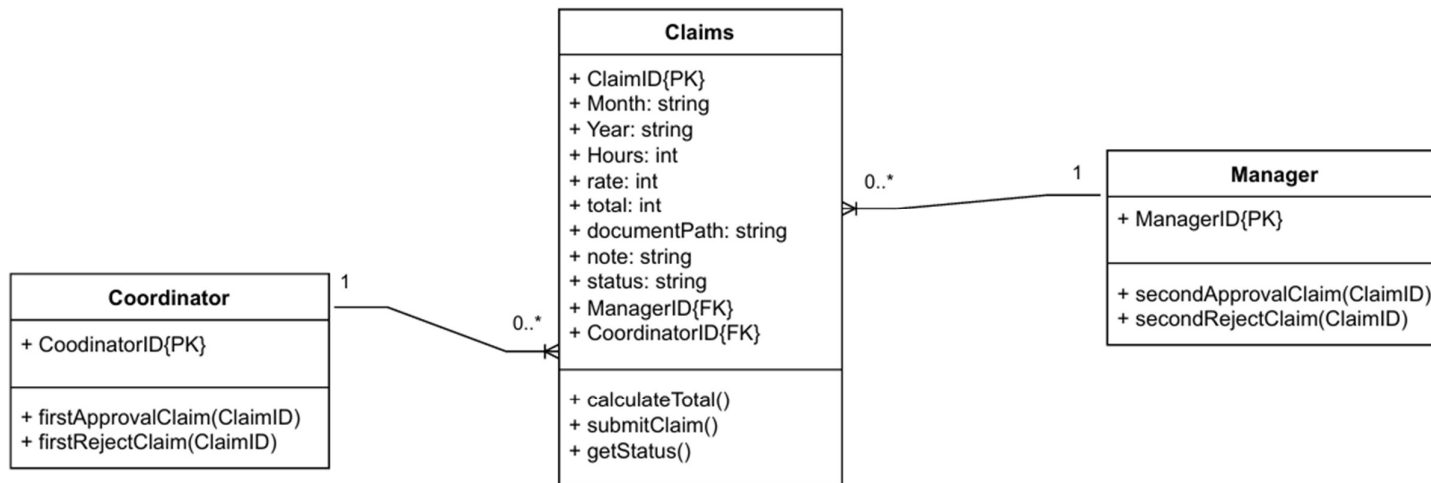 Claims
+ ClaimID{PK}
+ Month: string
+ Year: string
+ Hours: int
+ rate: int
+ total: int
+ documentPath: string
+ note: string
+ status: string
+ ManagerID{FK}
+ CoordinatorID{FK}
+ calculateTotal()
+ submitClaim()
+ getStatus()
0..*
1
Manager
+ ManagerID{PK}
+ secondApprovalClaim(ClaimID)
+ secondRejectClaim(ClaimID)
1
0..*
Coordinator
+ CoodinatorID{PK}
+ firstApprovalClaim(ClaimID)
+ firstRejectClaim(ClaimID)